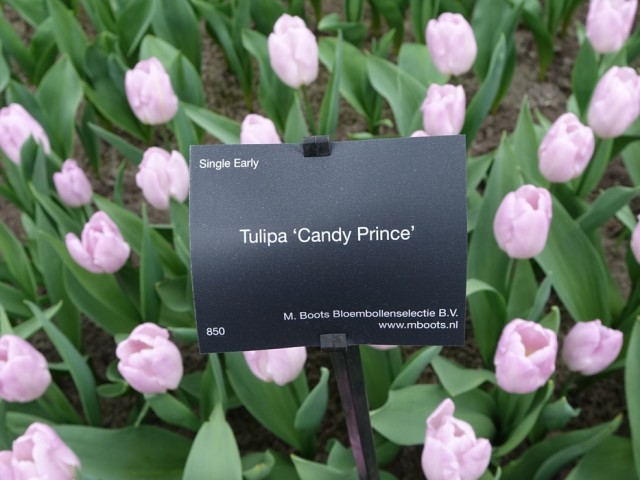 Single Early
Tulipa ‘Candy Prince’
M. Boots Bloembollenselectie B.V.
850
www.mboots.nl